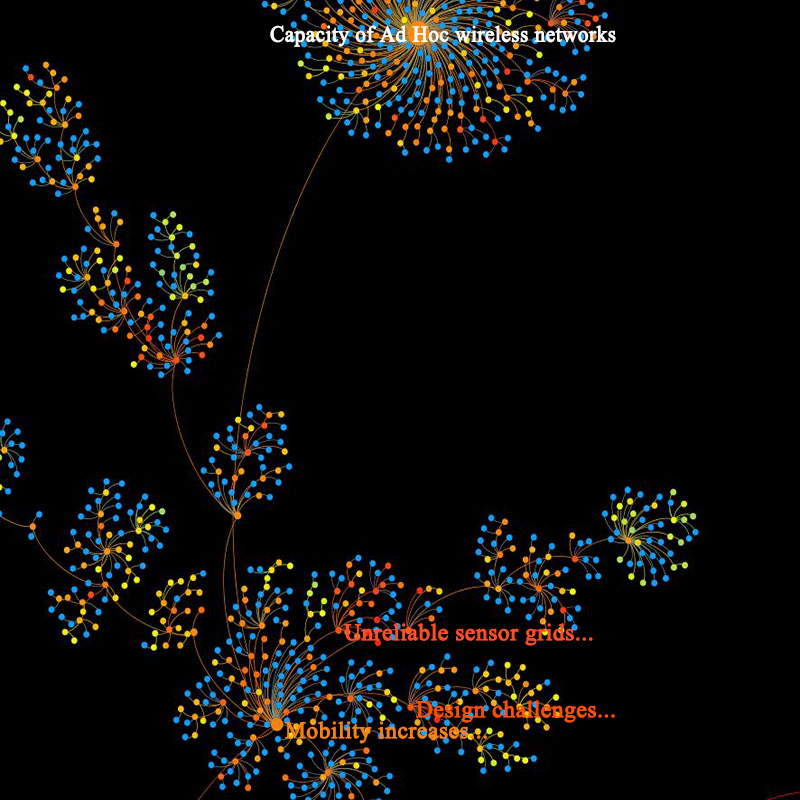 Capacity of Ad Hoc wireless networks
Unreliable sensor grids...
Design challenges...
Mobility increases...